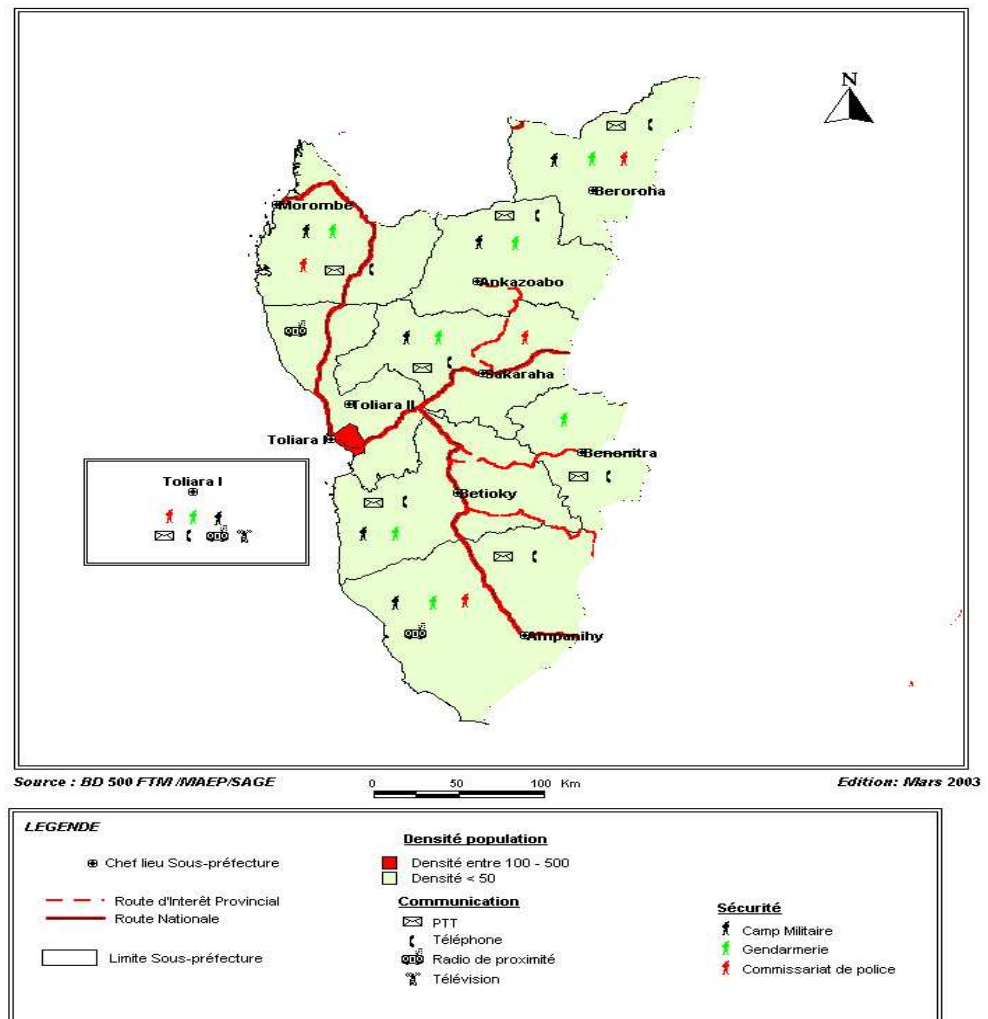 N
Beroroha
Morombe
Ankazoabo
Sakaraha
Toliara II
Toliara I
Benenitra
Toliara I
Betioky
Ampanihy
Source : BD 500 FTM /MAEP/SAGE
0 50 100 Km
Edition: Mars 2003
LEGENDE
Densité population
Chef lieu Sous-préfecture
Densité entre 100 - 500
Densité < 50
Route d'Interêt Provincial
Route Nationale
Communication
PTT
Sécurité
Téléphone
Camp Militaire
Limite Sous-préfecture
Radio de proximité
Gendarmerie
Télévision
Commissariat de police